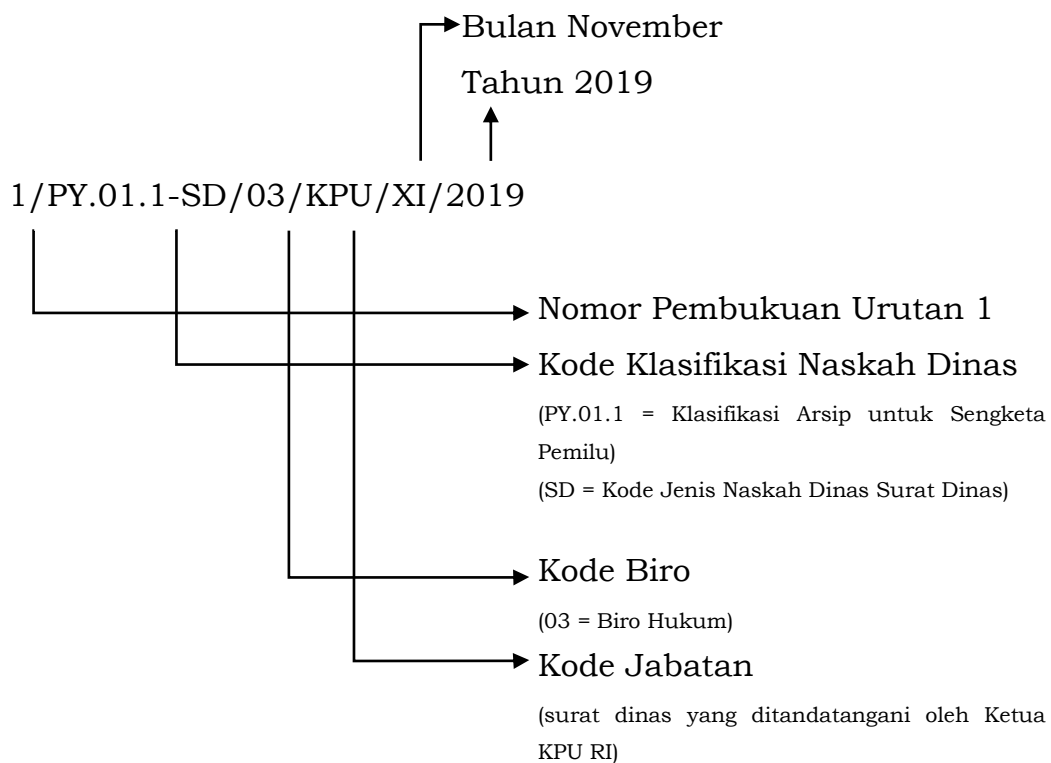 Bulan November
Tahun 2019
1/PY.01.1-SD/03/KPU/XI/2019
Nomor Pembukuan Urutan 1
Kode Klasifikasi Naskah Dinas
(PY.01.1 = Klasifikasi Arsip untuk Sengketa
Pemilu)
(SD = Kode Jenis Naskah Dinas Surat Dinas)
Kode Biro
(03 = Biro Hukum)
Kode Jabatan
(surat dinas yang ditandatangani oleh Ketua
KPU RI)